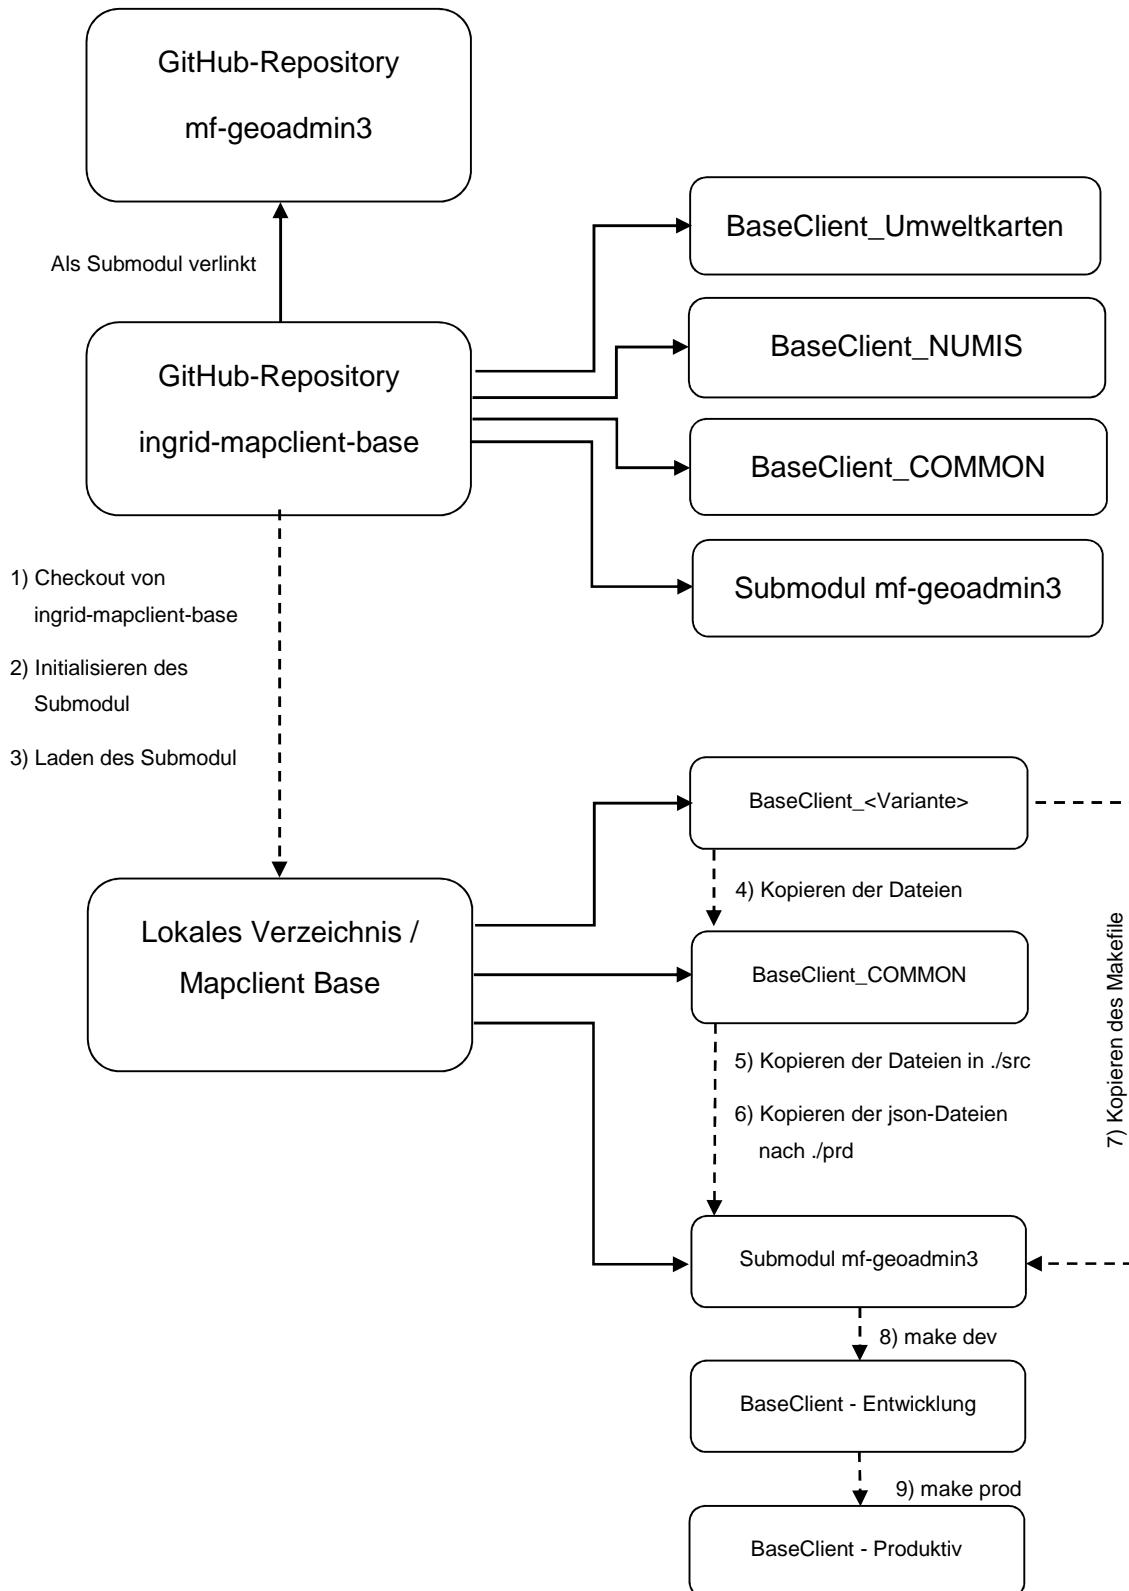 GitHub-Repository
mf-geoadmin3
Als Submodul verlinkt
GitHub-Repository
ingrid-mapclient-base
BaseClient_Umweltkarten
BaseClient_NUMIS
BaseClient_COMMON
Submodul mf-geoadmin3
1) Checkout von
ingrid-mapclient-base
2) Initialisieren des
Submodul
3) Laden des Submodul
Lokales Verzeichnis /
Mapclient Base
BaseClient_<Variante>
4) Kopieren der Dateien
BaseClient_COMMON
5) Kopieren der Dateien in ./src
6) Kopieren der json-Dateien
nach ./prd
7) Kopieren des Makefile
Submodul mf-geoadmin3
8) make dev
BaseClient - Entwicklung
9) make prod
BaseClient - Produktiv